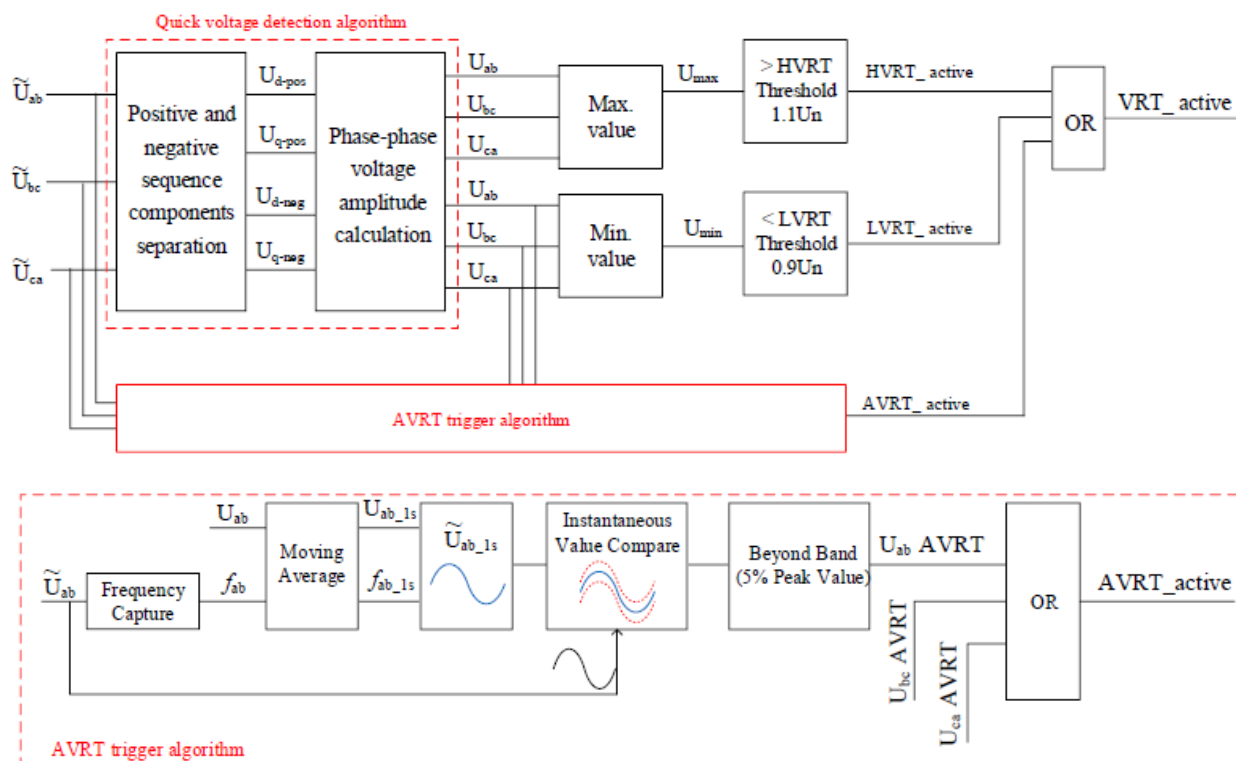 Quick voltage detection algorithm
Ũab
Ũbc
Ũca
Positive and
negative
sequence
components
separation
Ud-pos
Uq-pos
Ud-neg
Uq-neg
Phase-phase
voltage
amplitude
calculation
Uab
Ubc
Uca
Uab
Ubc
Uca
Max.
value
Min.
value
Umax
Umin
> HVRT
Threshold
1.1Un
< LVRT
Threshold
0.9Un
HVRT_ active
LVRT_ active
OR
VRT_ active
AVRT trigger algorithm
AVRT_ active
Ũab
Frequency
Capture
Uab
fab
Moving
Average
Uab_1s
fab_1s
Ũab_1s
Instantaneous
Value Compare
Beyond Band
(5% Peak Value)
Uab AVRT
Ubc AVRT
Uca AVRT
OR
AVRT_active
AVRT trigger algorithm